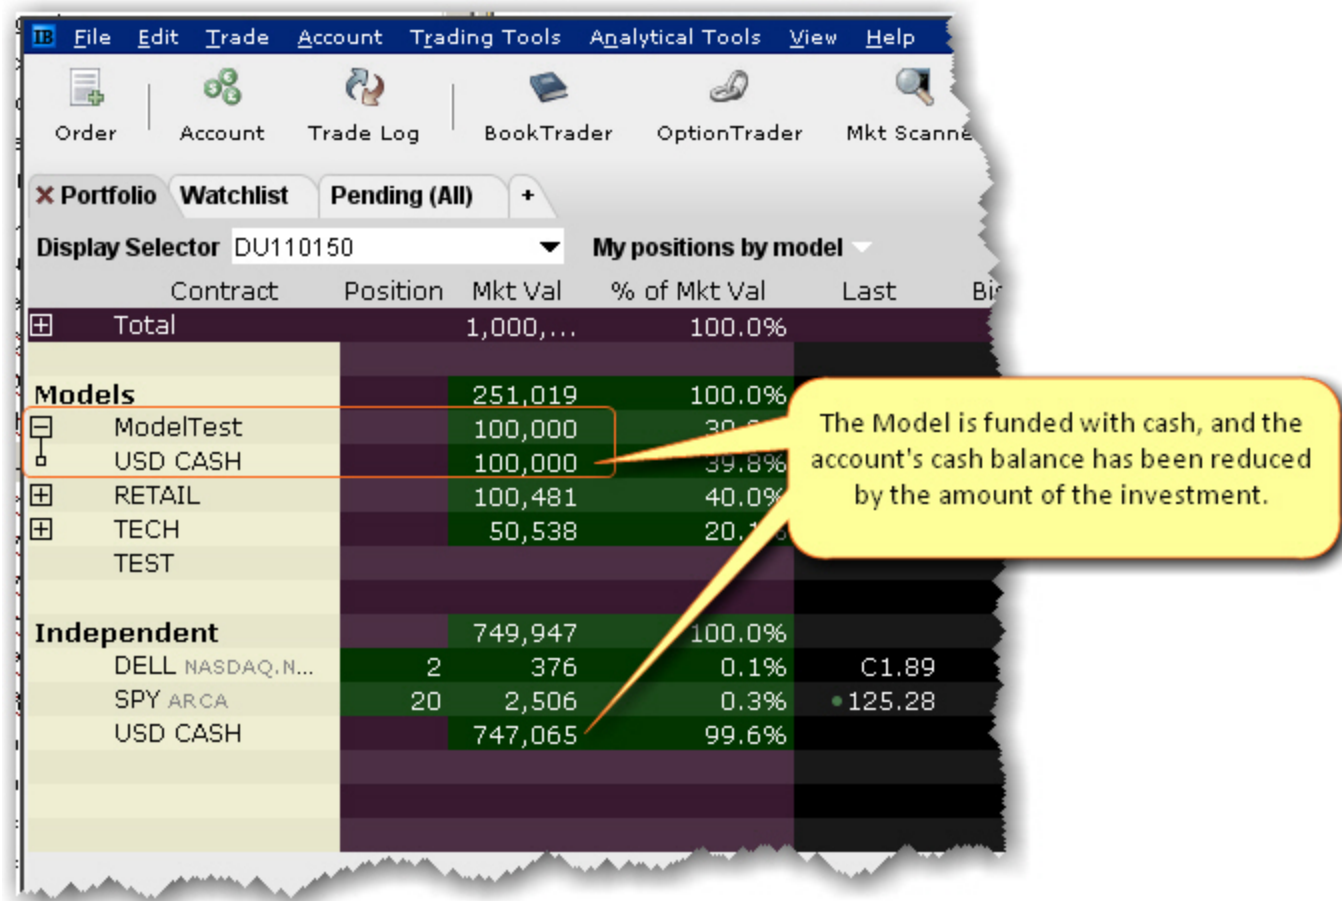 IB File Edit Trade Account Trading Tools Analytical Tools View Help
Order Account Trade Log BookTrader OptionTrader Mkt Scanne
Portfolio Watchlist Pending (All) +
Display Selector DU110150 My positions by model
Contract Position Mkt Val % of Mkt Val Last
Total 1,000,... 100.0%
Models 251,019 100.0%
ModelTest 100,000
USD CASH 100,000 39.8%
RETAIL 100,481 40.0%
TECH 50,538
TEST
The Model is funded with cash, and the
account's cash balance has been reduced
by the amount of the investment.
Independent 749,947 100.0%
DELL NASDAQ.N... 2 376 0.1% C1.89
SPY ARCA 20 2,506 0.3% 125.28
USD CASH 747,065 99.6%